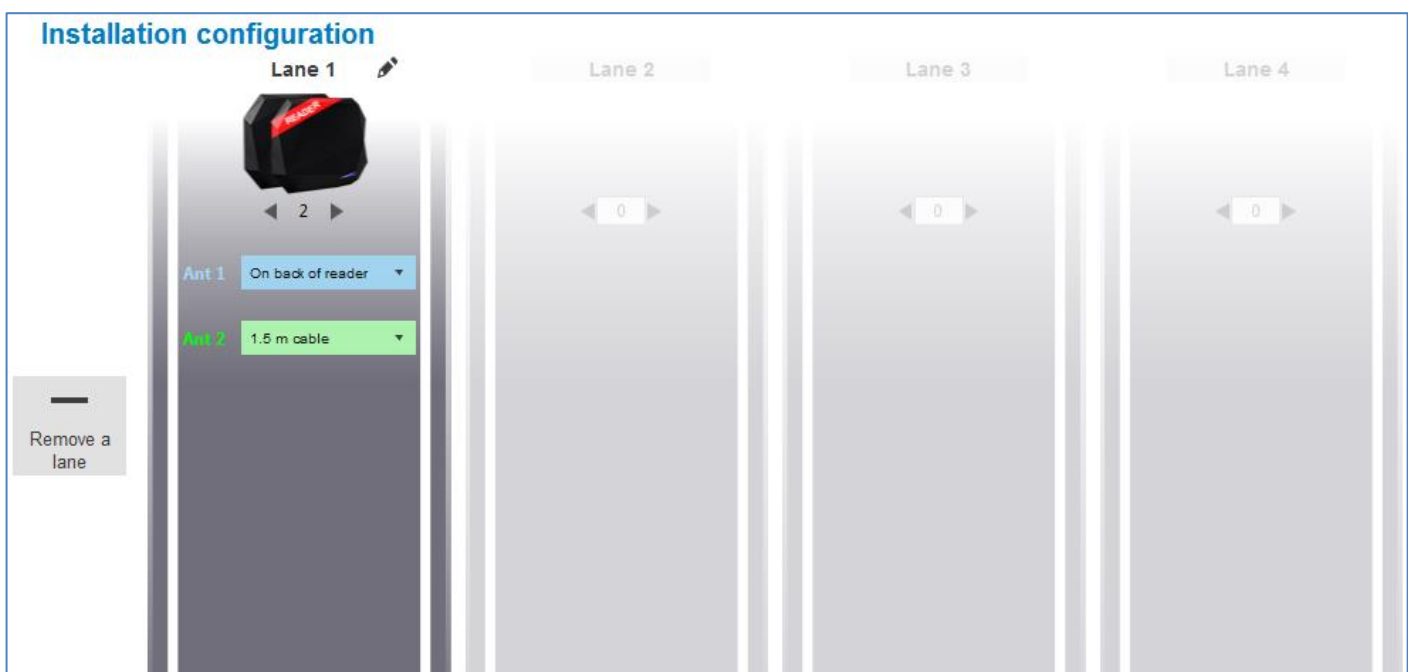 Installation configuration
Lane 1
Lane 2
Lane 3
Lane 4
READER
2
0
0
0
Ant 1
On back of reader
Ant 2
1.5 m cable
Remove a
lane